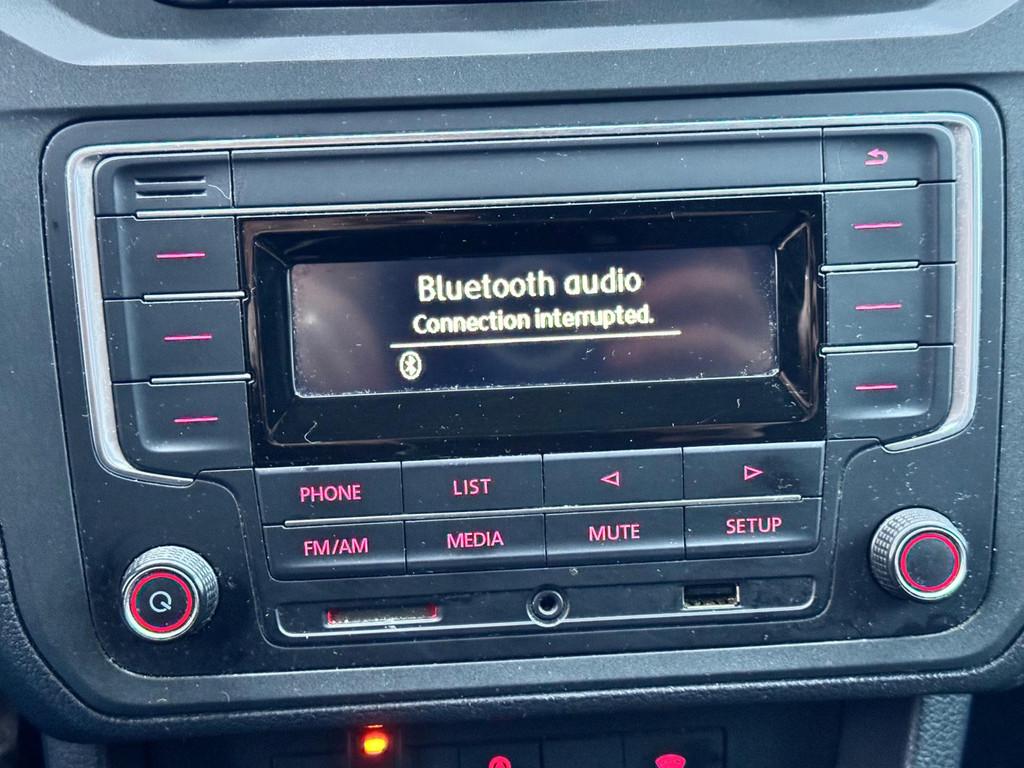 Bluetooth audio
Connection interrupted.
PHONE LIST
FM/AM MEDIA MUTE SETUP